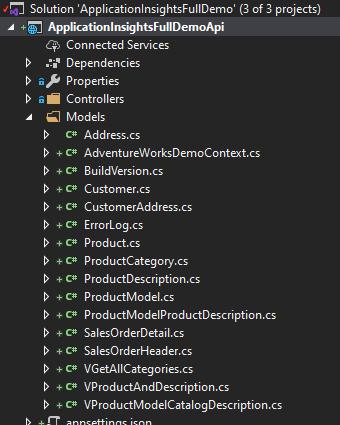 Solution 'ApplicationInsightsFullDemo' (3 of 3 projects)
ApplicationInsightsFullDemoApi
Connected Services
Dependencies
Properties
Controllers
Models
C# Address.cs
+ C# AdventureWorksDemoContext.cs
+ C# BuildVersion.cs
+ C# Customer.cs
+ C# CustomerAddress.cs
+ C# ErrorLog.cs
+ C# Product.cs
+ C# ProductCategory.cs
+ C# ProductDescription.cs
+ C# ProductModel.cs
+ C# ProductModelProductDescription.cs
+ C# SalesOrderDetail.cs
+ C# SalesOrderHeader.cs
+ C# VGetAllCategories.cs
+ C# VProductAndDescription.cs
+ C# VProductModelCatalogDescription.cs
appsettings.json